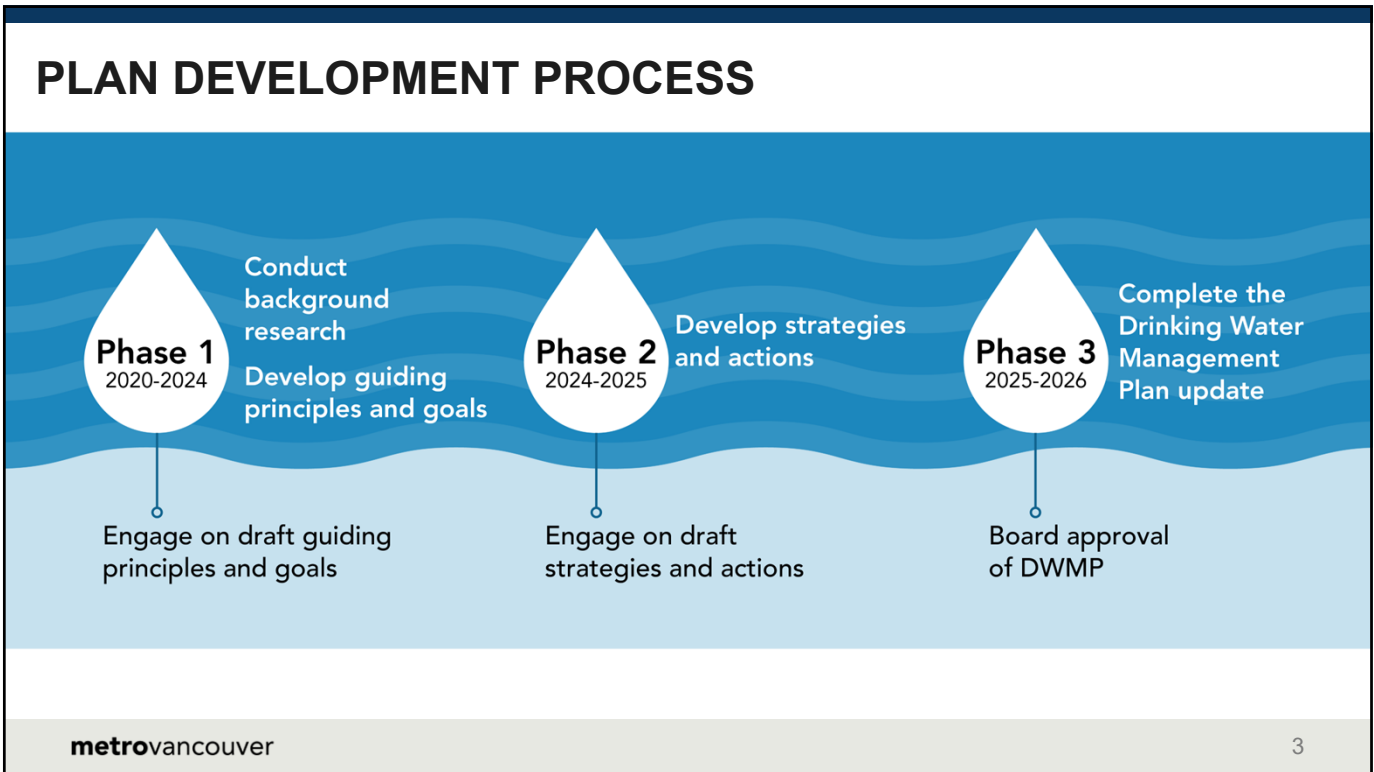 PLAN DEVELOPMENT PROCESS
Phase 1
2020-2024
Conduct
background
research
Develop guiding
principles and goals
Engage on draft guiding
principles and goals
Phase 2
2024-2025
Develop strategies
and actions
Engage on draft
strategies and actions
Phase 3
2025-2026
Complete the
Drinking Water
Management
Plan update
Board approval
of DWMP
metrovancouver
3